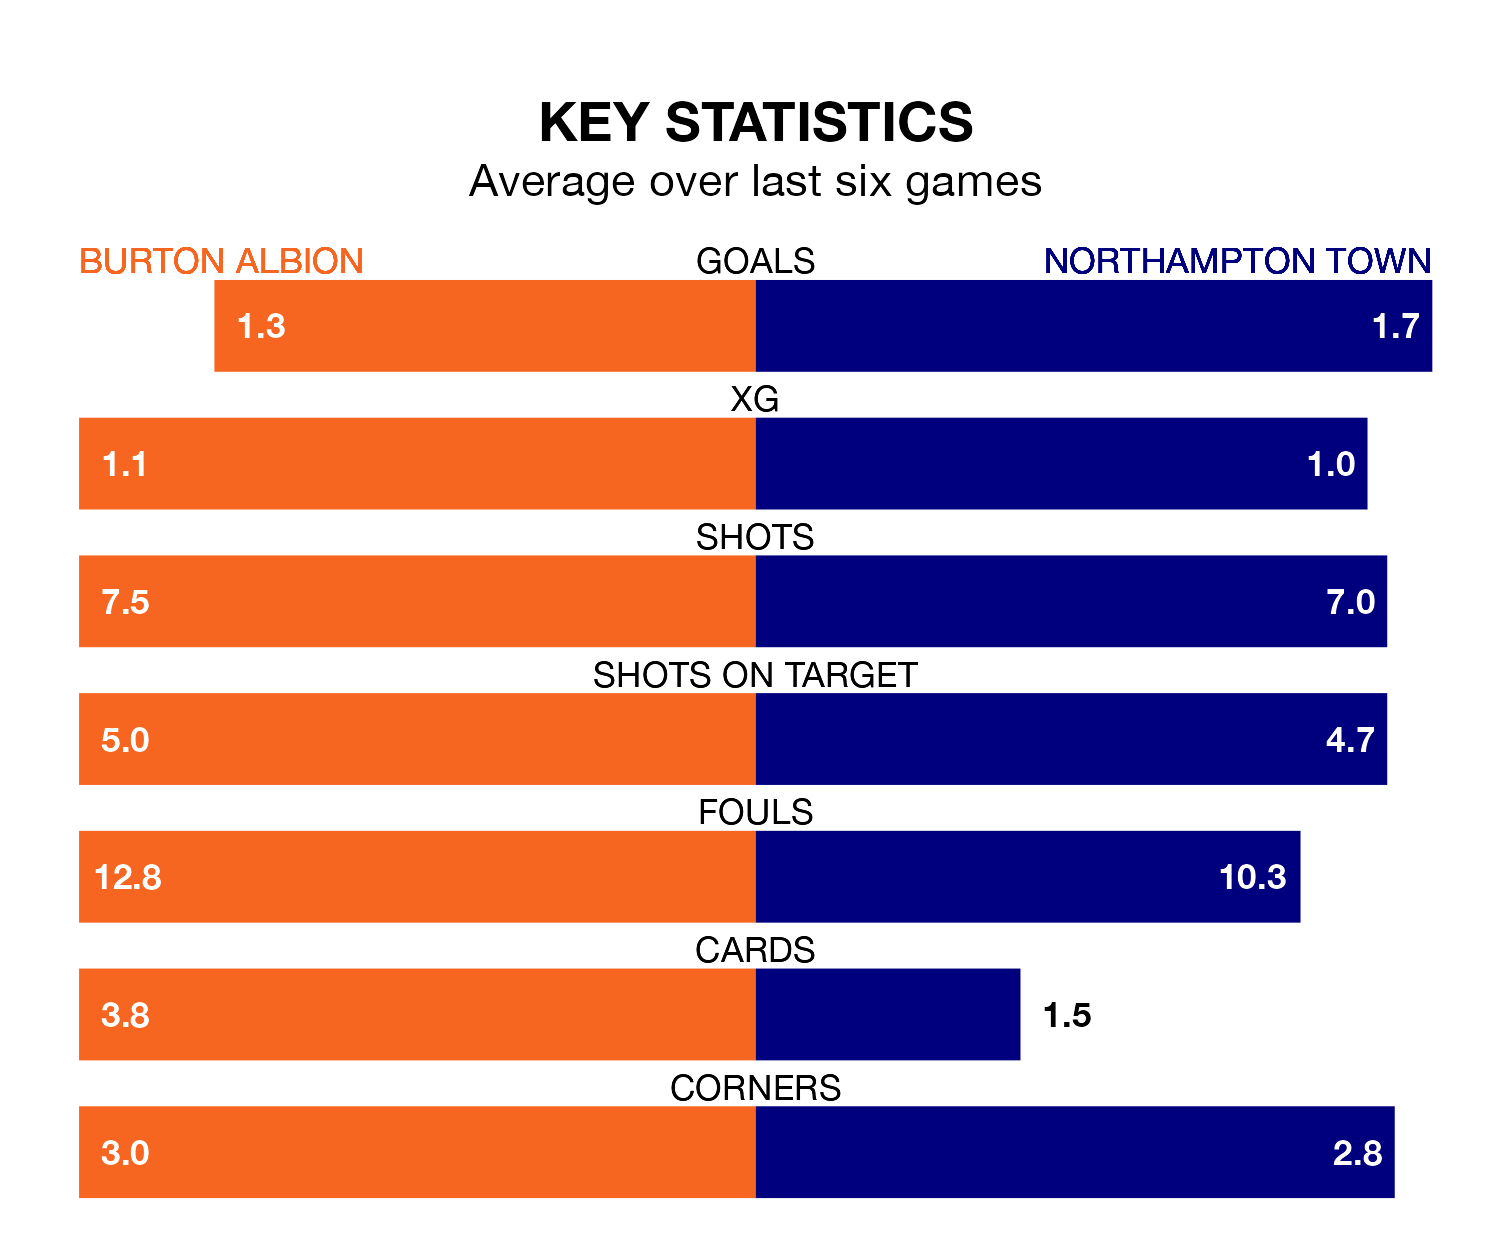 KEY STATISTICS
Average over last six games
BURTON ALBION GOALS NORTHAMPTON TOWN
1.3 1.7
XG
1.1 1.0
SHOTS
7.5 7.0
SHOTS ON TARGET
5.0 4.7
FOULS
12.8 10.3
CARDS
3.8 1.5
CORNERS
3.0 2.8